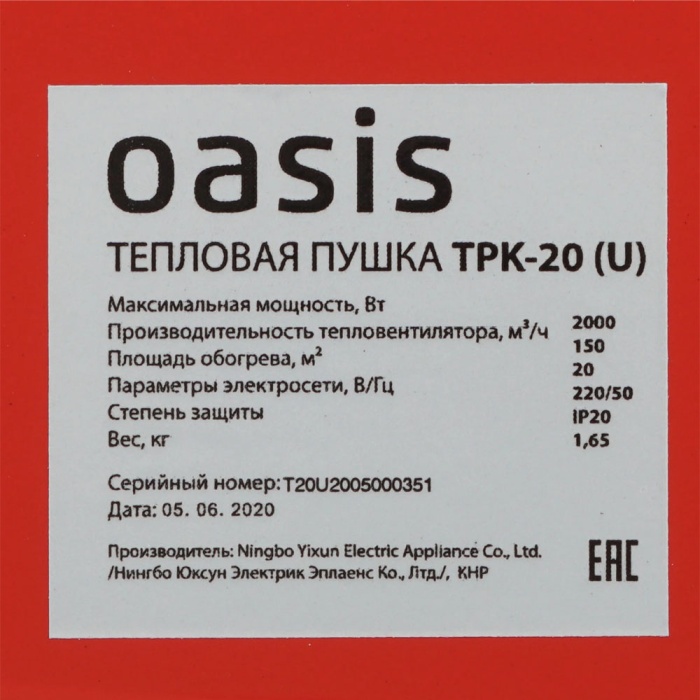 oasis
ТЕПЛОВАЯ ПУШКА TPK-20 (U)
Максимальная мощность, Вт 2000
Производительность тепловентилятора, м³/ч 150
Площадь обогрева, м² 20
Параметры электросети, В/Гц 220/50
Степень защиты IP20
Вес, кг 1,65
Серийный номер: T20U2005000351
Дата: 05. 06. 2020
Производитель: Ningbo Yixun Electric Appliance Co., Ltd.
/Нингбо Юксун Электрик Эплаенс Ко., Лтд./, КНР
EAC